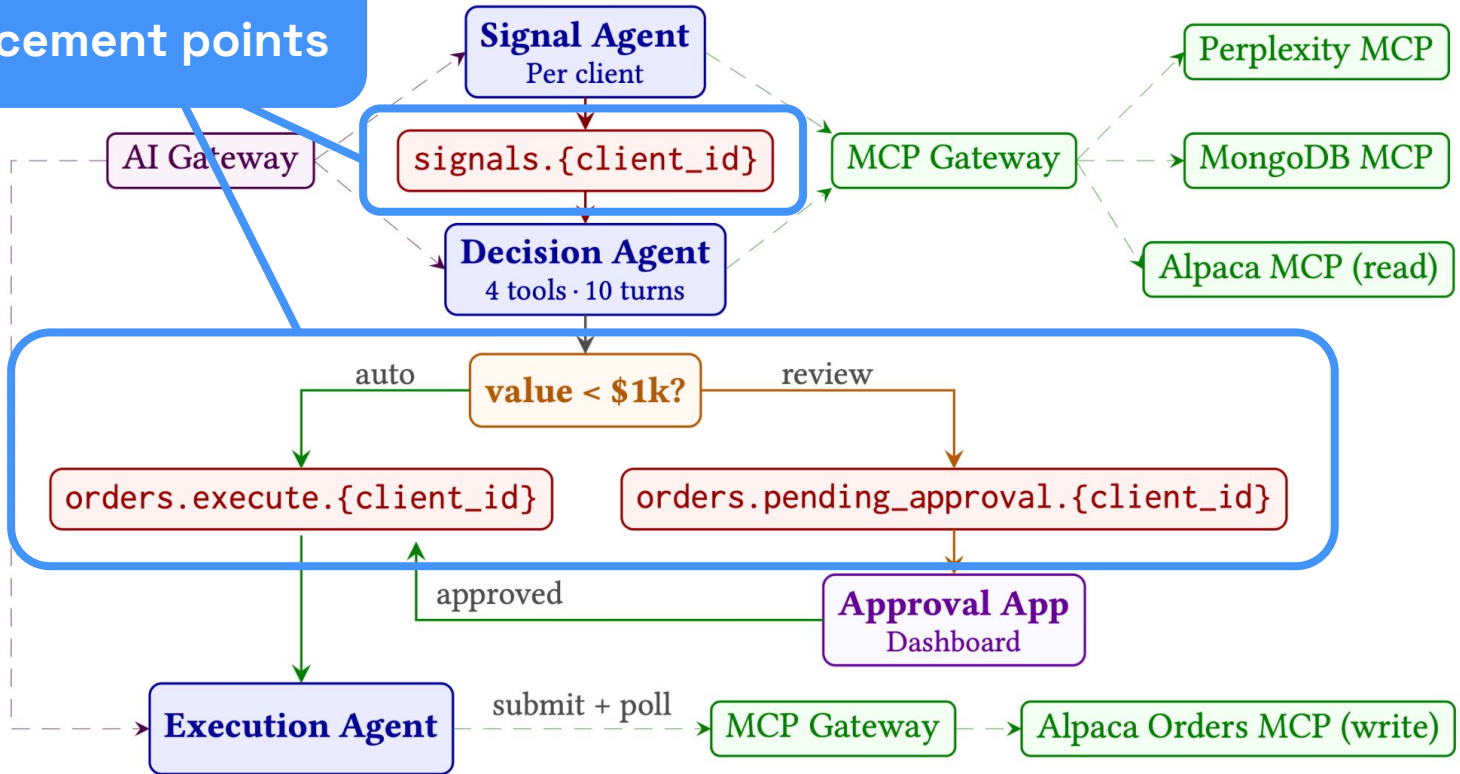 cement points
Signal Agent
Per client
Perplexity MCP
AI Gateway
signals.{client_id}
MCP Gateway
MongoDB MCP
Decision Agent
4 tools · 10 turns
Alpaca MCP (read)
auto
value < $1k?
review
orders.execute.{client_id}
orders.pending_approval.{client_id}
approved
Approval App
Dashboard
Execution Agent
submit + poll
MCP Gateway
Alpaca Orders MCP (write)